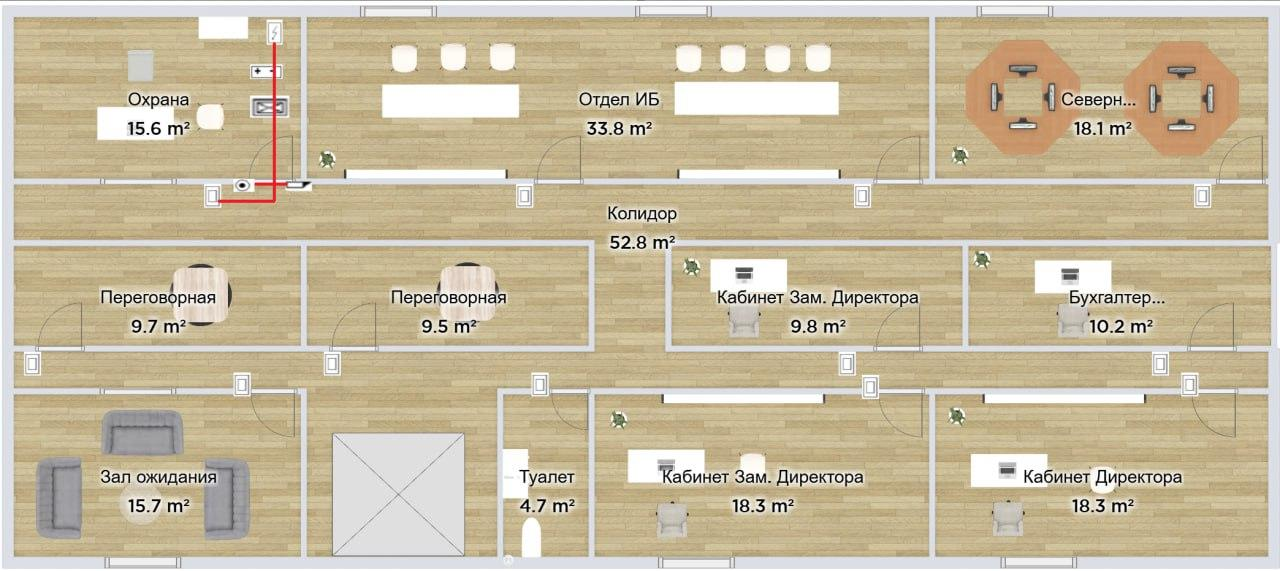 Охрана
15.6 m²
Отдел ИБ
33.8 m²
Северн...
18.1 m²
Колидор
52.8 m²
Переговорная
9.7 m²
Переговорная
9.5 m²
Кабинет Зам. Директора
9.8 m²
Бухгалтер...
10.2 m²
Зал ожидания
15.7 m²
Туалет
4.7 m²
Кабинет Зам. Директора
18.3 m²
Кабинет Директора
18.3 m²